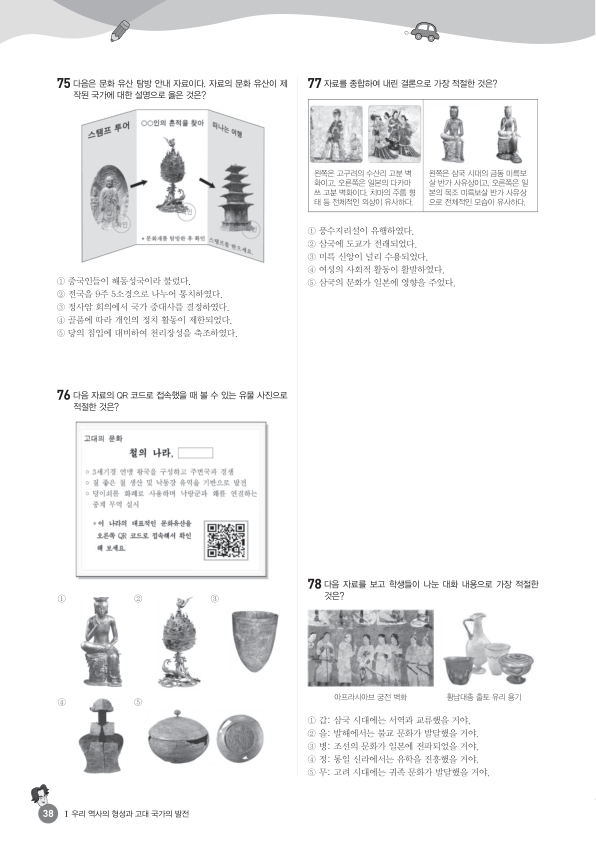 75 다음은 문화 유산 탐방 안내 자료이다. 자료의 문화 유산이 제
작된 국가에 대한 설명으로 옳은 것은?
스탬프 투어
○○인의 흔적을 찾아
떠나는 여행
확인
확인
확인
* 문화재를 탐방한 후 확인 스탬프를 받으세요.
① 중국인들이 해동성국이라 불렀다.
② 전국을 9주 5소경으로 나누어 통치하였다.
③ 정사암 회의에서 국가 중대사를 결정하였다.
④ 골품에 따라 개인의 정치 활동이 제한되었다.
⑤ 당의 침입에 대비하여 천리장성을 축조하였다.
76 다음 자료의 QR 코드로 접속했을 때 볼 수 있는 유물 사진으로
적절한 것은?
고대의 문화
철의 나라,
○ 3세기경 연맹 왕국을 구성하고 주변국과 경쟁
○ 질 좋은 철 생산 및 낙동강 유역을 기반으로 발전
○ 덩이쇠를 화폐로 사용하며 낙랑군과 왜를 연결하는
중계 무역 실시
* 이 나라의 대표적인 문화유산을
오른쪽 QR 코드로 접속해서 확인
해 보세요.
① ② ③
④ ⑤
77 자료를 종합하여 내린 결론으로 가장 적절한 것은?
왼쪽은 고구려의 수산리 고분 벽
화이고, 오른쪽은 일본의 다카마
쓰 고분 벽화이다. 치마의 주름 형
태 등 전체적인 의상이 유사하다.
왼쪽은 삼국 시대의 금동 미륵보
살 반가 사유상이고, 오른쪽은 일
본의 목조 미륵보살 반가 사유상
으로 전체적인 모습이 유사하다.
① 풍수지리설이 유행하였다.
② 삼국에 도교가 전래되었다.
③ 미륵 신앙이 널리 수용되었다.
④ 여성의 사회적 활동이 활발하였다.
⑤ 삼국의 문화가 일본에 영향을 주었다.
78 다음 자료를 보고 학생들이 나눈 대화 내용으로 가장 적절한
것은?
아프라시아브 궁전 벽화
황남대총 출토 유리 용기
① 갑: 삼국 시대에는 서역과 교류했을 거야.
② 을: 발해에서는 불교 문화가 발달했을 거야.
③ 병: 조선의 문화가 일본에 전파되었을 거야.
④ 정: 통일 신라에서는 유학을 진흥했을 거야.
⑤ 무: 고려 시대에는 귀족 문화가 발달했을 거야.
38 Ⅰ 우리 역사의 형성과 고대 국가의 발전